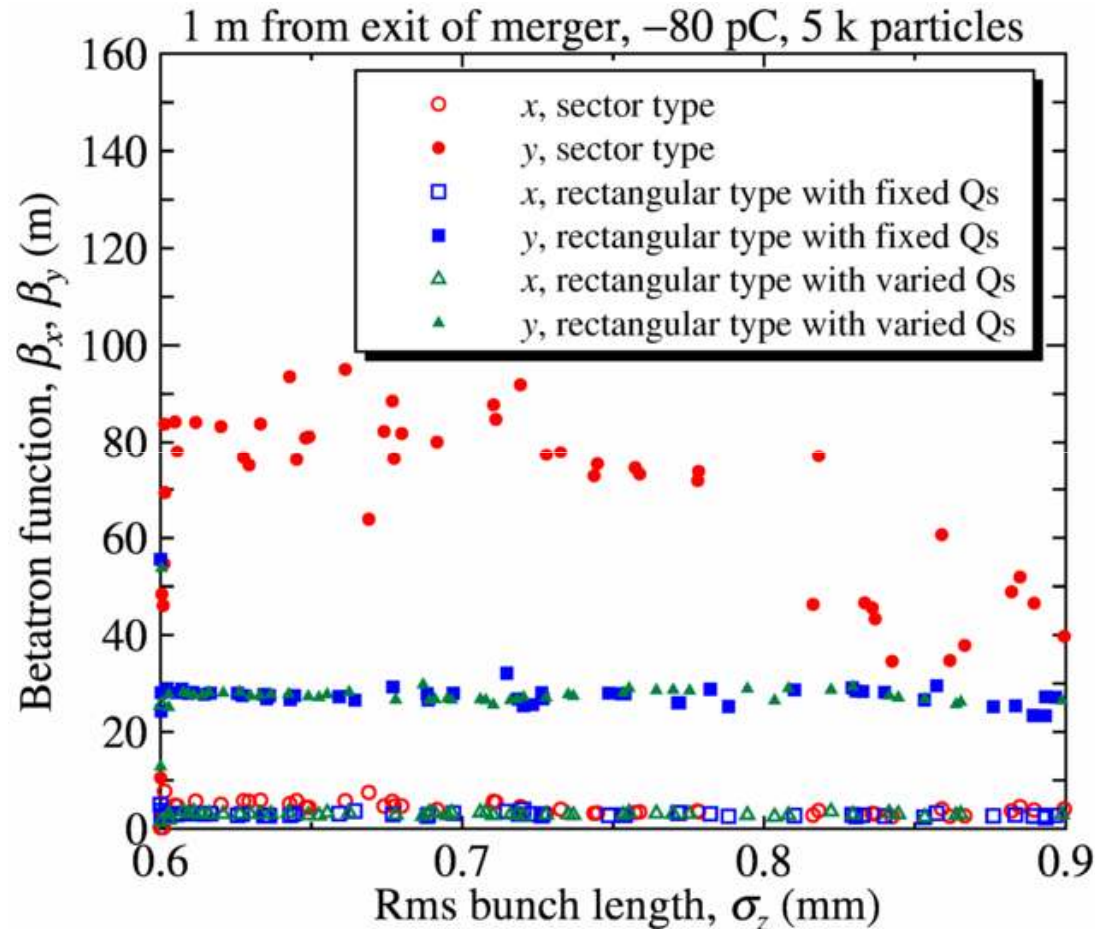 1 m from exit of merger, −80 pC, 5 k particles
160
140
120
100
80
60
40
20
0
Betatron function, βx, βy (m)
x, sector type
y, sector type
x, rectangular type with fixed Qs
y, rectangular type with fixed Qs
x, rectangular type with varied Qs
y, rectangular type with varied Qs
0.6 0.7 0.8 0.9
Rms bunch length, σz (mm)